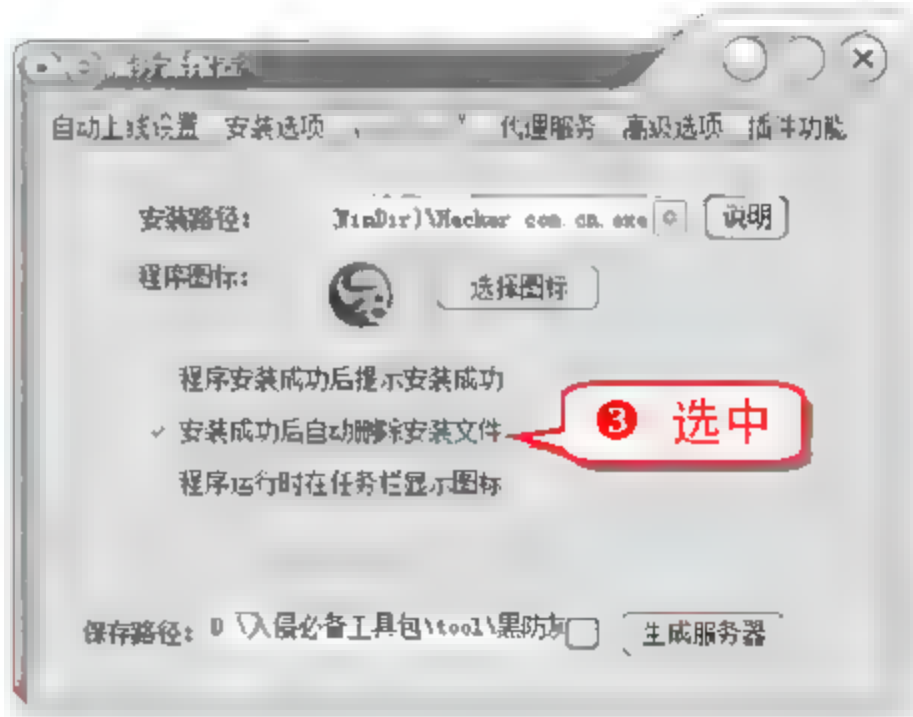 自动上线设置 安装选项 代理服务 高级选项 插件功能
安装路径: WinDir)\Hacker com.cn.exe 说明
程序图标: 选择图标
程序安装成功后提示安装成功
安装成功后自动删除安装文件 ❸ 选中
程序运行时在任务栏显示图标
保存路径: D \入侵必备工具包\tool\黑防 生成服务器